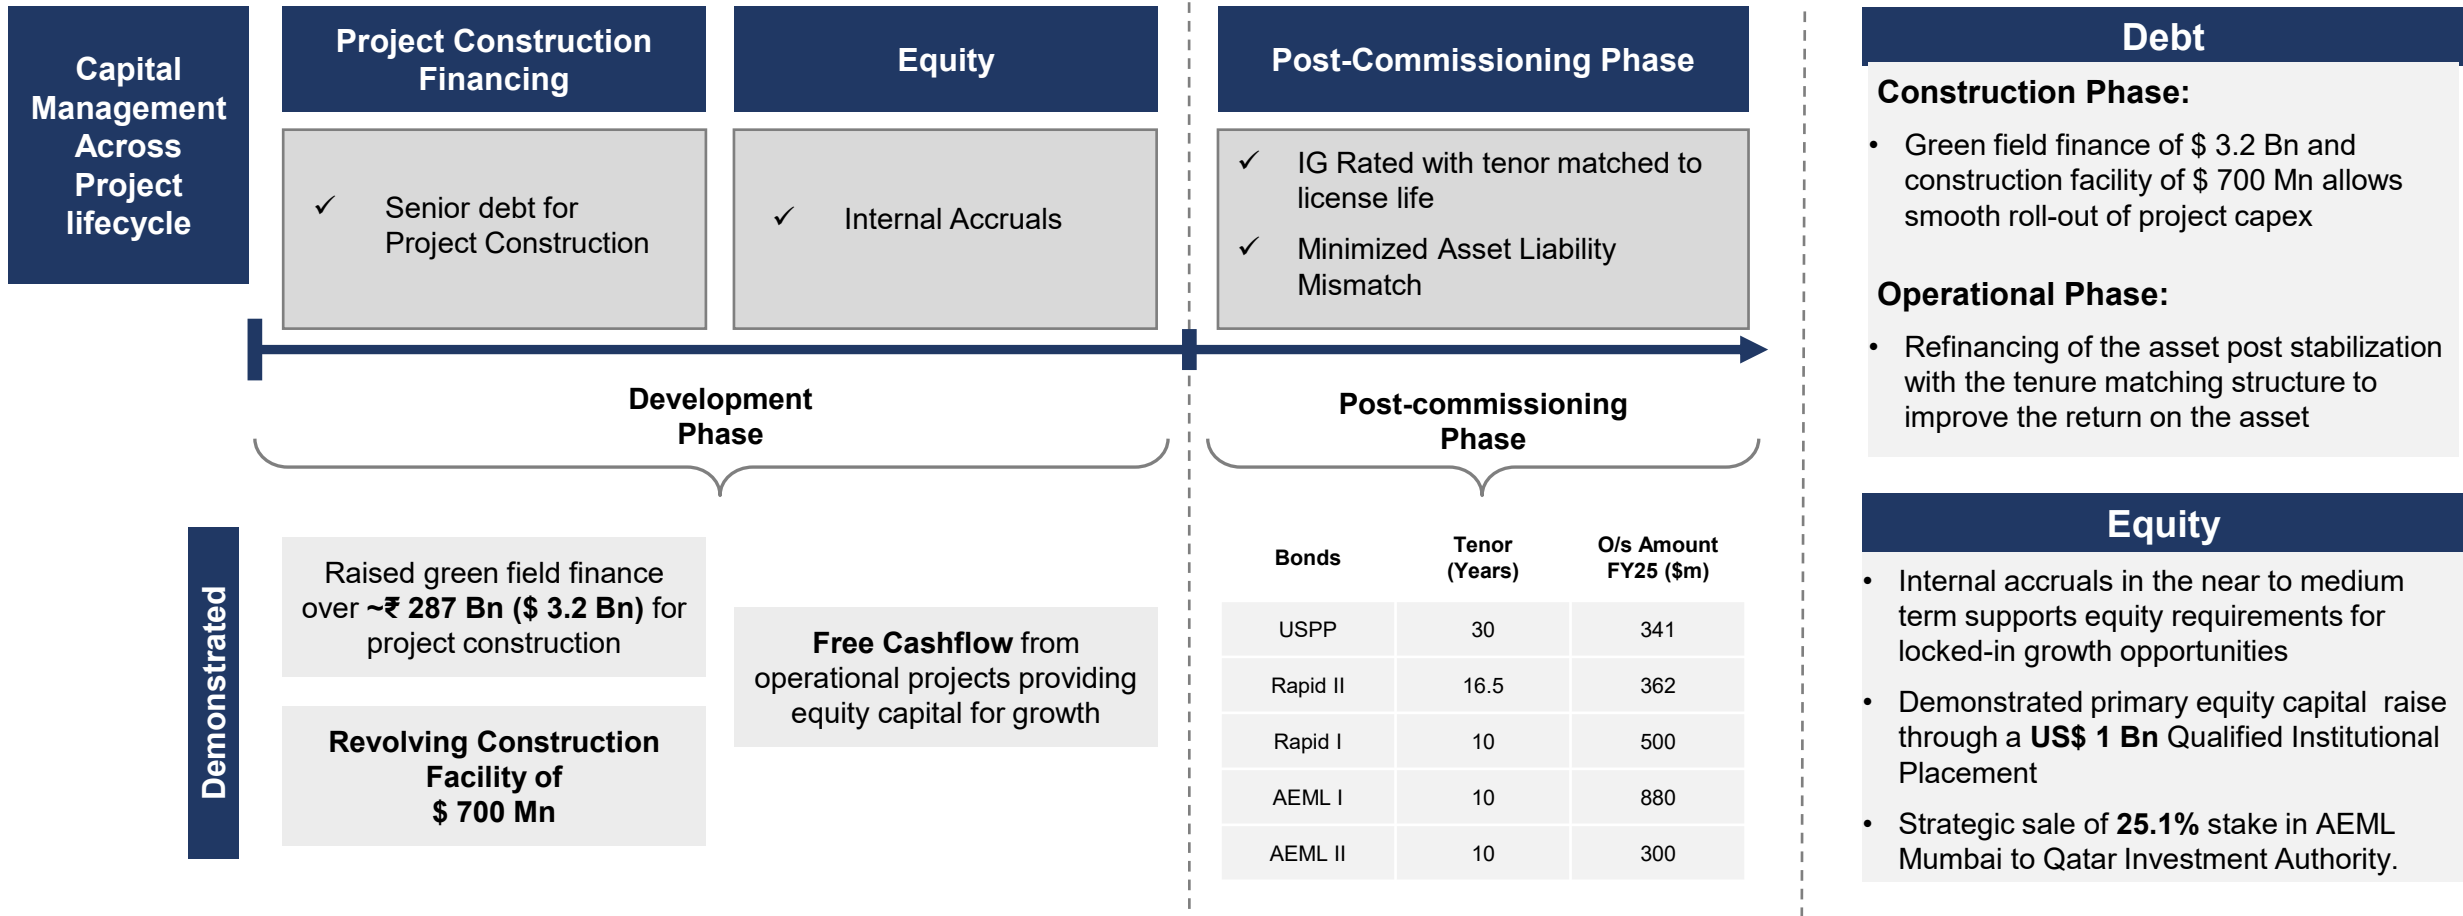 Capital
Management
Across
Project
lifecycle
Project Construction
Financing
✓ Senior debt for
Project Construction
Equity
✓ Internal Accruals
Post-Commissioning Phase
✓ IG Rated with tenor matched to
license life
✓ Minimized Asset Liability
Mismatch
Development
Phase
Post-commissioning
Phase
Demonstrated
Raised green field finance
over ~₹ 287 Bn ($ 3.2 Bn) for
project construction
Revolving Construction
Facility of
$ 700 Mn
Free Cashflow from
operational projects providing
equity capital for growth
Bonds Tenor (Years) O/s Amount FY25 ($m)
USPP 30 341
Rapid II 16.5 362
Rapid I 10 500
AEML I 10 880
AEML II 10 300
Debt
Construction Phase:
• Green field finance of $ 3.2 Bn and
construction facility of $ 700 Mn allows
smooth roll-out of project capex
Operational Phase:
• Refinancing of the asset post stabilization
with the tenure matching structure to
improve the return on the asset
Equity
• Internal accruals in the near to medium
term supports equity requirements for
locked-in growth opportunities
• Demonstrated primary equity capital raise
through a US$ 1 Bn Qualified Institutional
Placement
• Strategic sale of 25.1% stake in AEML
Mumbai to Qatar Investment Authority.